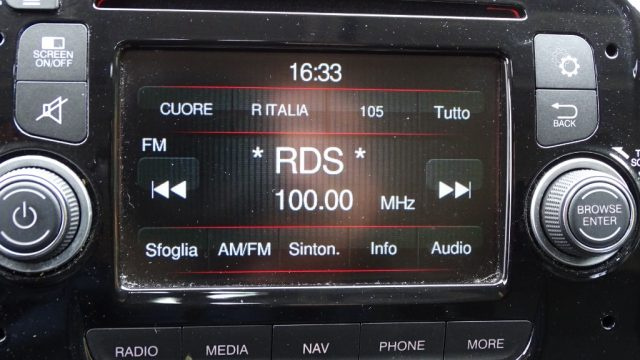 SCREEN
ON/OFF
16:33
CUORE R ITALIA 105 Tutto
FM
* RDS *
100.00 MHz
Sfoglia AM/FM Sinton. Info Audio
BACK
BROWSE
ENTER
RADIO MEDIA NAV PHONE MORE